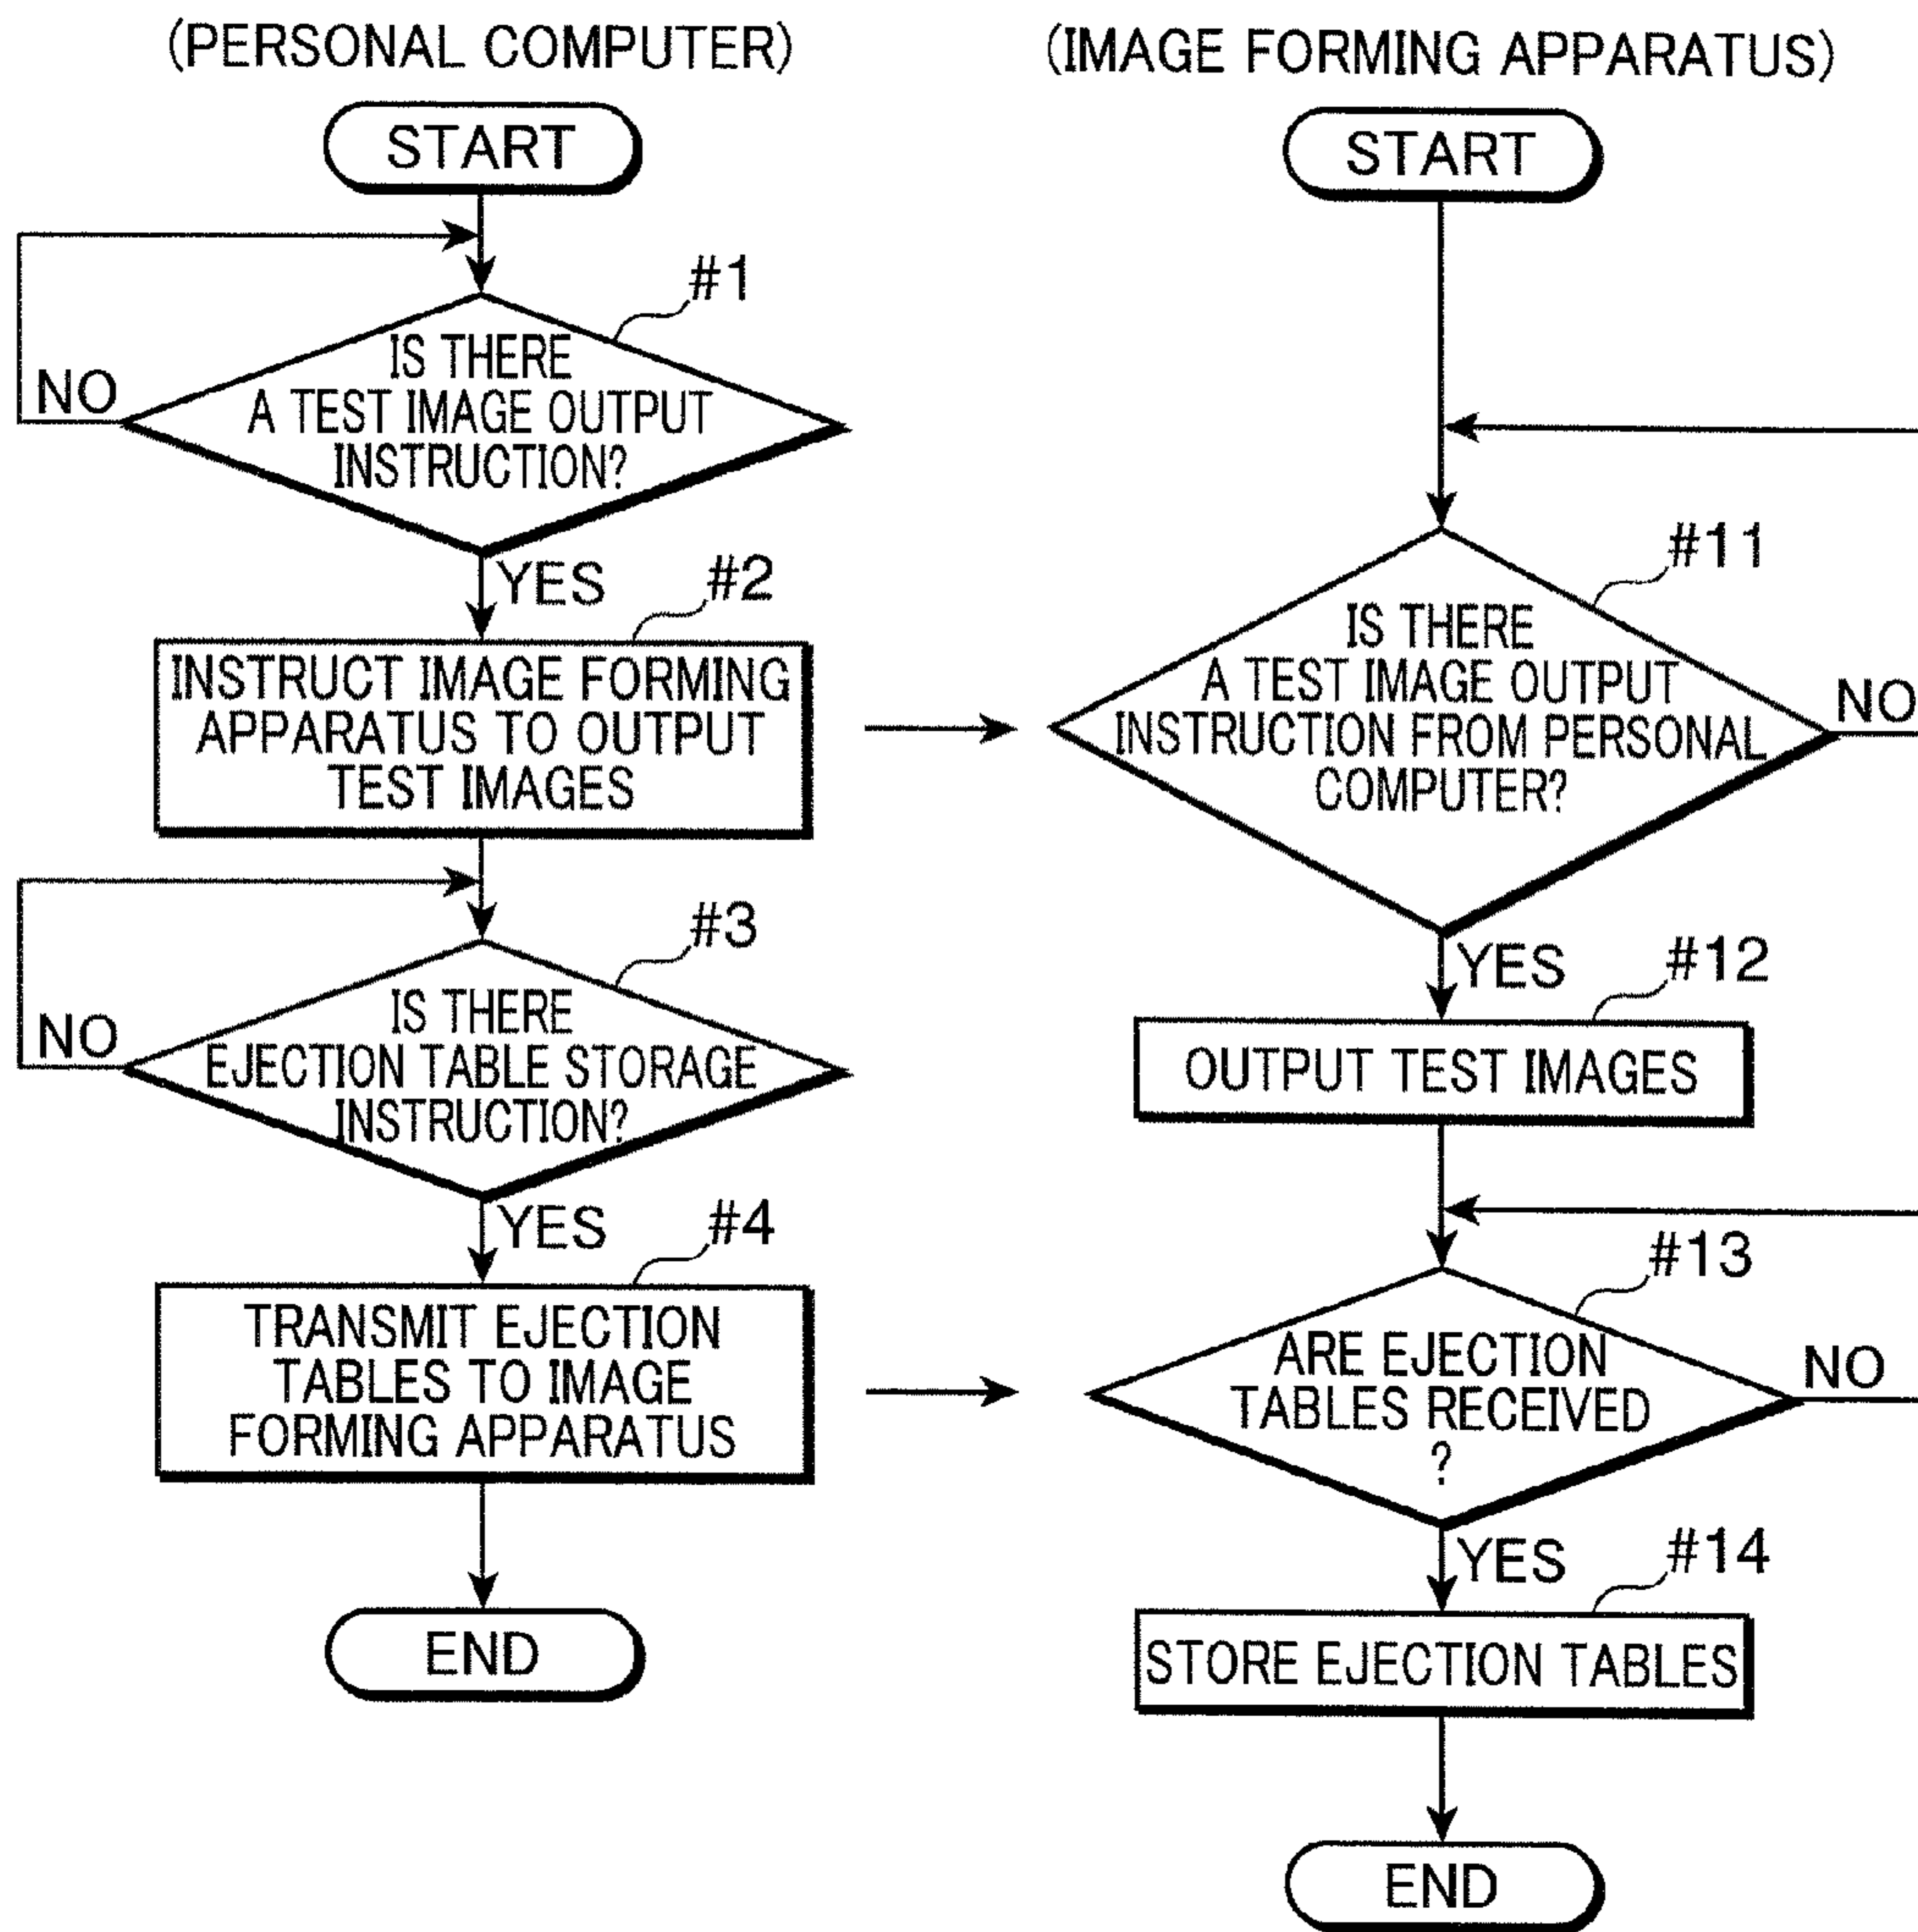 (PERSONAL COMPUTER)
START
#1
IS THERE
A TEST IMAGE OUTPUT
INSTRUCTION?
NO
YES
#2
INSTRUCT IMAGE FORMING
APPARATUS TO OUTPUT
TEST IMAGES
#3
IS THERE
EJECTION TABLE STORAGE
INSTRUCTION?
NO
YES
#4
TRANSMIT EJECTION
TABLES TO IMAGE
FORMING APPARATUS
END
(IMAGE FORMING APPARATUS)
START
#11
IS THERE
A TEST IMAGE OUTPUT
INSTRUCTION FROM PERSONAL
COMPUTER?
NO
YES
#12
OUTPUT TEST IMAGES
#13
ARE EJECTION
TABLES RECEIVED
?
NO
YES
#14
STORE EJECTION TABLES
END